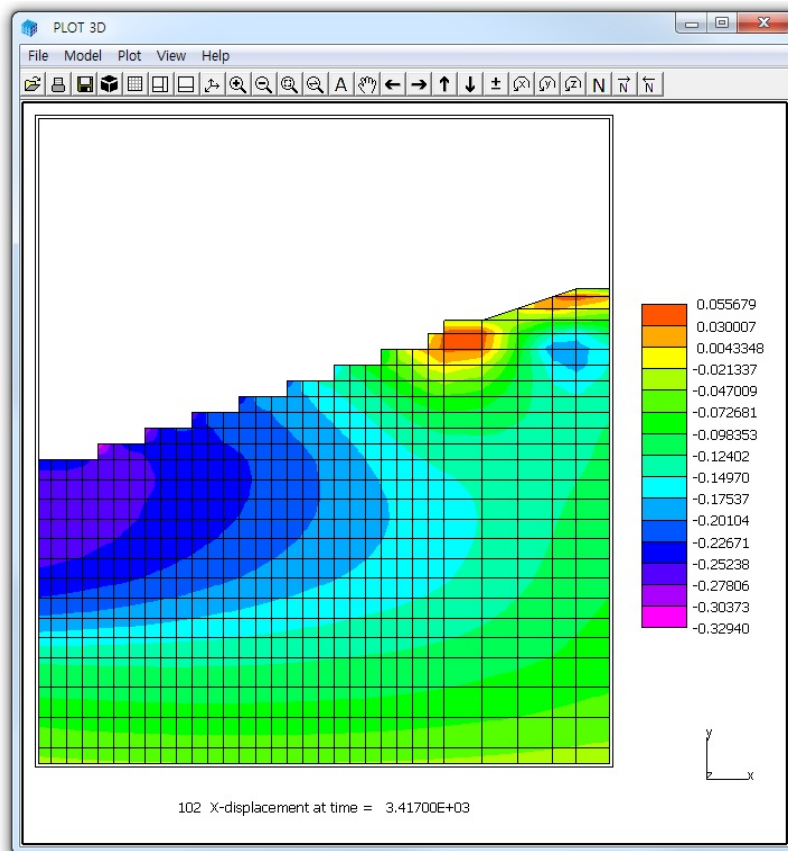 PLOT 3D
File Model Plot View Help
A ± (x) (y) (z) N N N
0.055679
0.030007
0.0043348
-0.021337
-0.047009
-0.072681
-0.098353
-0.12402
-0.14970
-0.17537
-0.20104
-0.22671
-0.25238
-0.27806
-0.30373
-0.32940
y
z x
102 X-displacement at time = 3.41700E+03